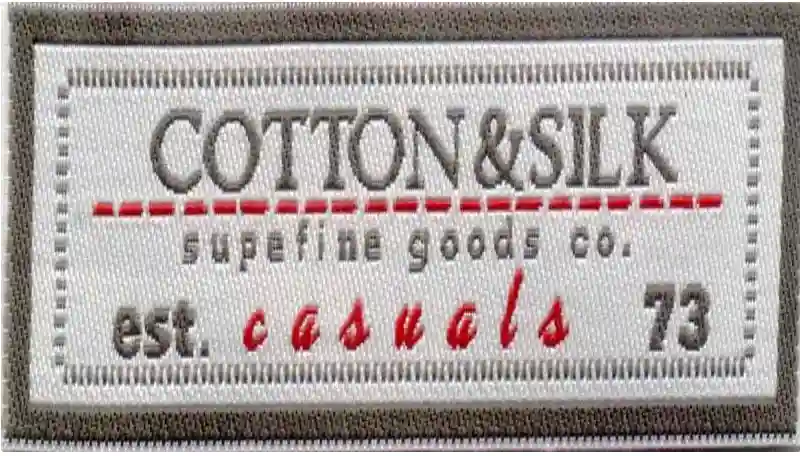 COTTON&SILK
supefine goods co.
est. casuals 73